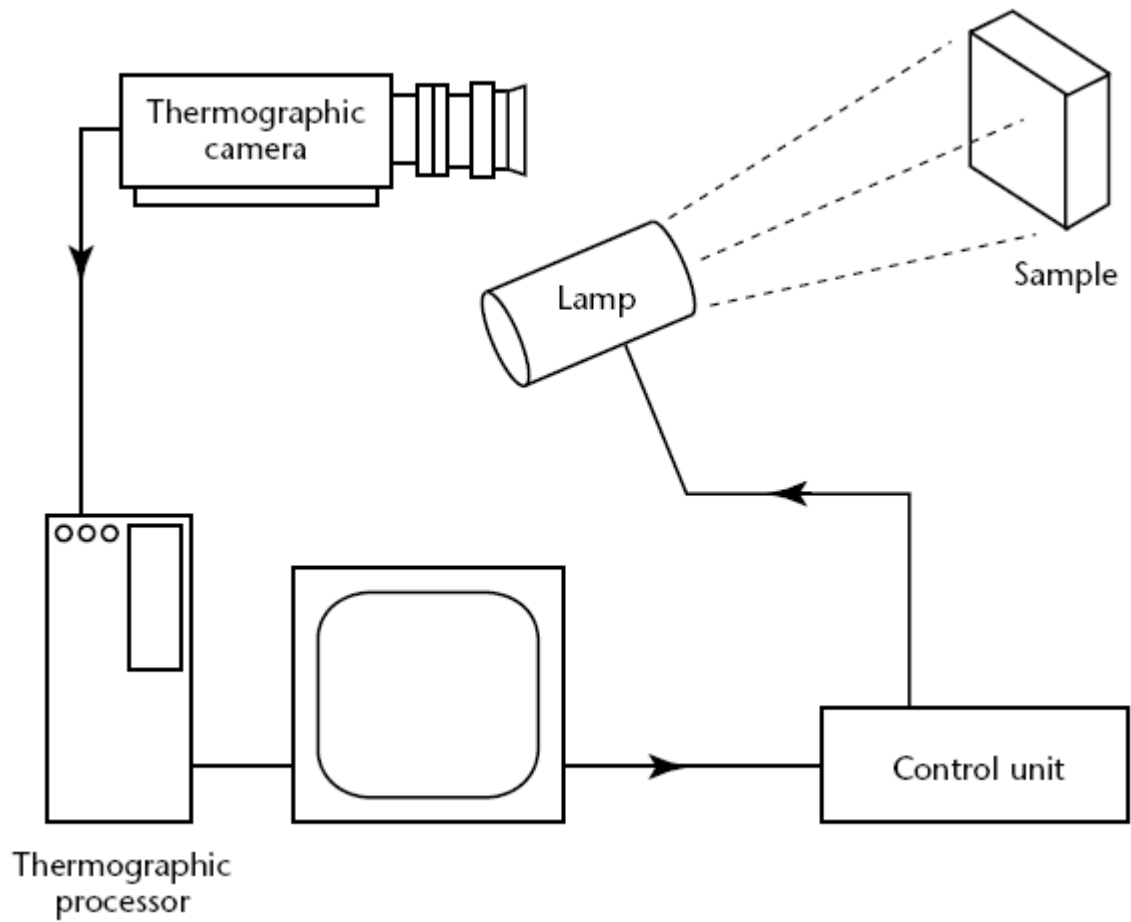 Thermographic
camera
Sample
Lamp
Control unit
Thermographic
processor